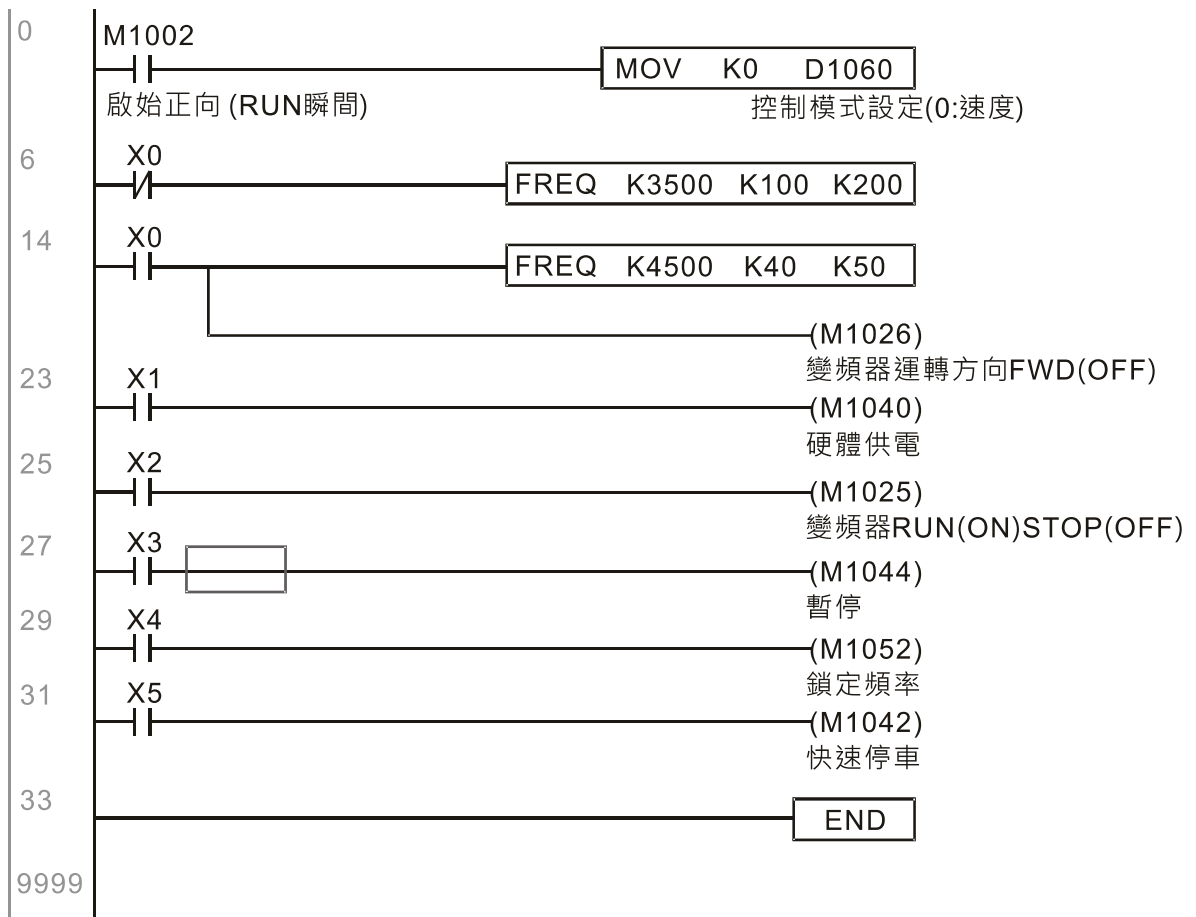 0
M1002
MOV K0 D1060
啟始正向 (RUN瞬間)
控制模式設定(0:速度)
6
X0
FREQ K3500 K100 K200
14
X0
FREQ K4500 K40 K50
(M1026)
變頻器運轉方向FWD(OFF)
23
X1
(M1040)
硬體供電
25
X2
(M1025)
變頻器RUN(ON)STOP(OFF)
27
X3
(M1044)
暫停
29
X4
(M1052)
鎖定頻率
31
X5
(M1042)
快速停車
33
END
9999